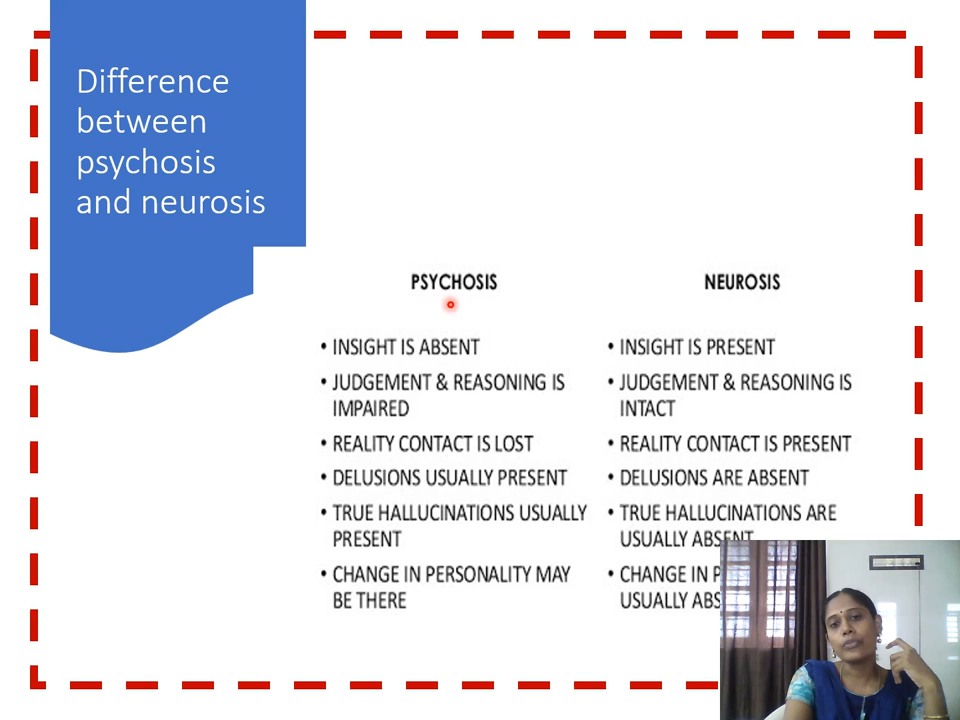 Difference
between
psychosis
and neurosis
PSYCHOSIS
• INSIGHT IS ABSENT
• JUDGEMENT & REASONING IS
IMPAIRED
• REALITY CONTACT IS LOST
• DELUSIONS USUALLY PRESENT
• TRUE HALLUCINATIONS USUALLY
PRESENT
• CHANGE IN PERSONALITY MAY
BE THERE
NEUROSIS
• INSIGHT IS PRESENT
• JUDGEMENT & REASONING IS
INTACT
• REALITY CONTACT IS PRESENT
• DELUSIONS ARE ABSENT
• TRUE HALLUCINATIONS ARE
USUALLY ABSENT
• CHANGE IN
USUALLY